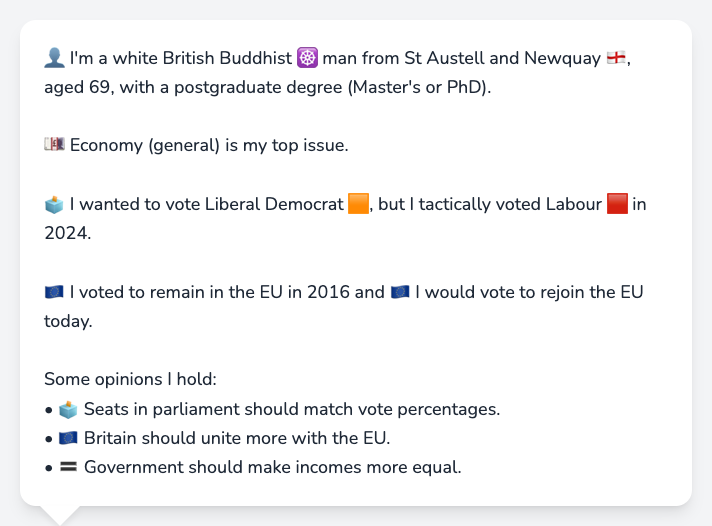 👤 I'm a white British Buddhist ☸️ man from St Austell and Newquay 🏴󠁧󠁢󠁥󠁮󠁧󠁿,
aged 69, with a postgraduate degree (Master's or PhD).
💷 Economy (general) is my top issue.
🗳️ I wanted to vote Liberal Democrat 🟧, but I tactically voted Labour 🟥 in
2024.
🇪🇺 I voted to remain in the EU in 2016 and 🇪🇺 I would vote to rejoin the EU
today.
Some opinions I hold:
• 🗳️ Seats in parliament should match vote percentages.
• 🇪🇺 Britain should unite more with the EU.
• 🟰 Government should make incomes more equal.